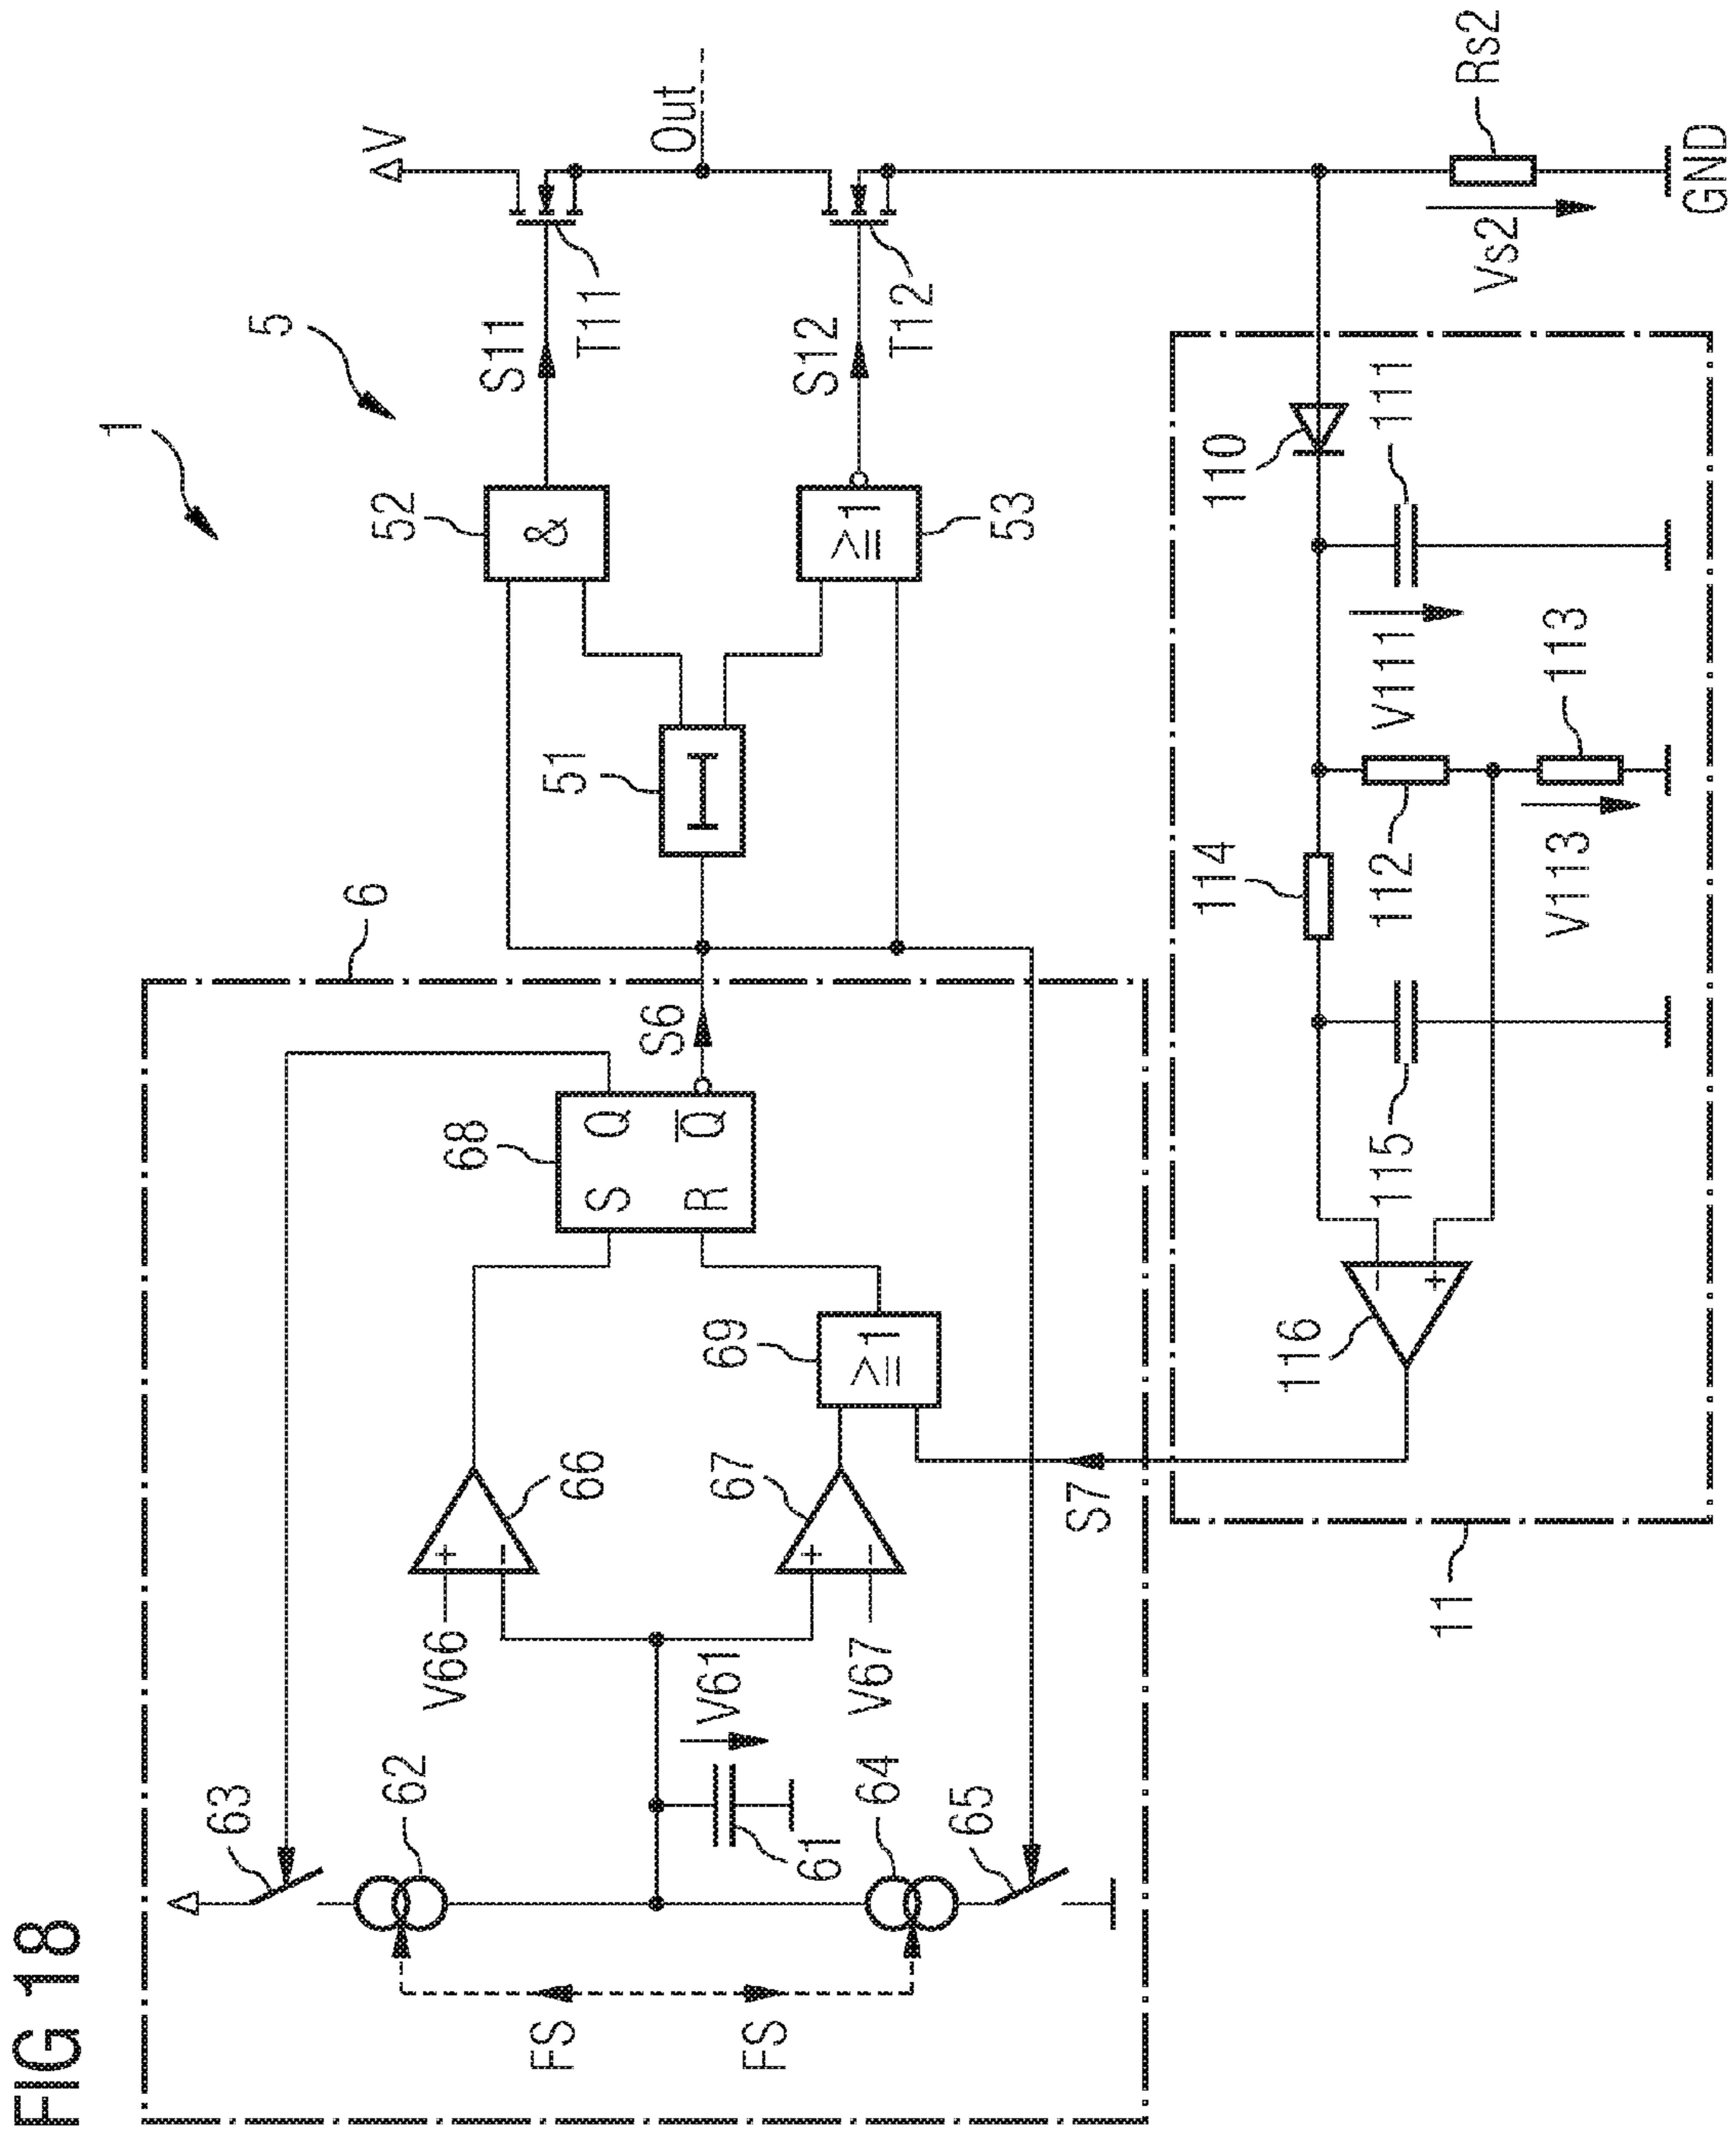 FIG 18
1
5
6
63
62
FS
FS
64
65
61
V61
V66
V67
+
−
66
+
−
67
69
≥1
68
S
Q
R
Q̅
S6
51
52
&
53
≥1
S11
S12
T11
T12
V
Out
Rs2
Vs2
GND
S7
11
110
111
V111
112
113
V113
114
115
116
−
+